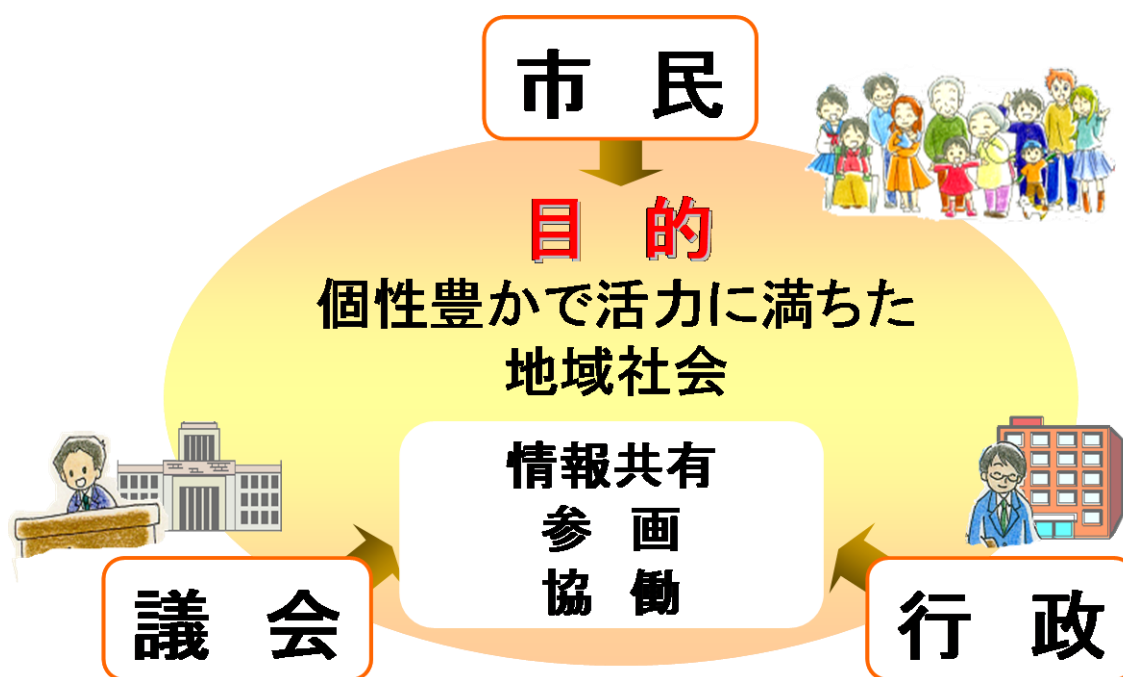 市　民
目　的
個性豊かで活力に満ちた
地域社会
情報共有
参　画
協　働
議　会
行　政